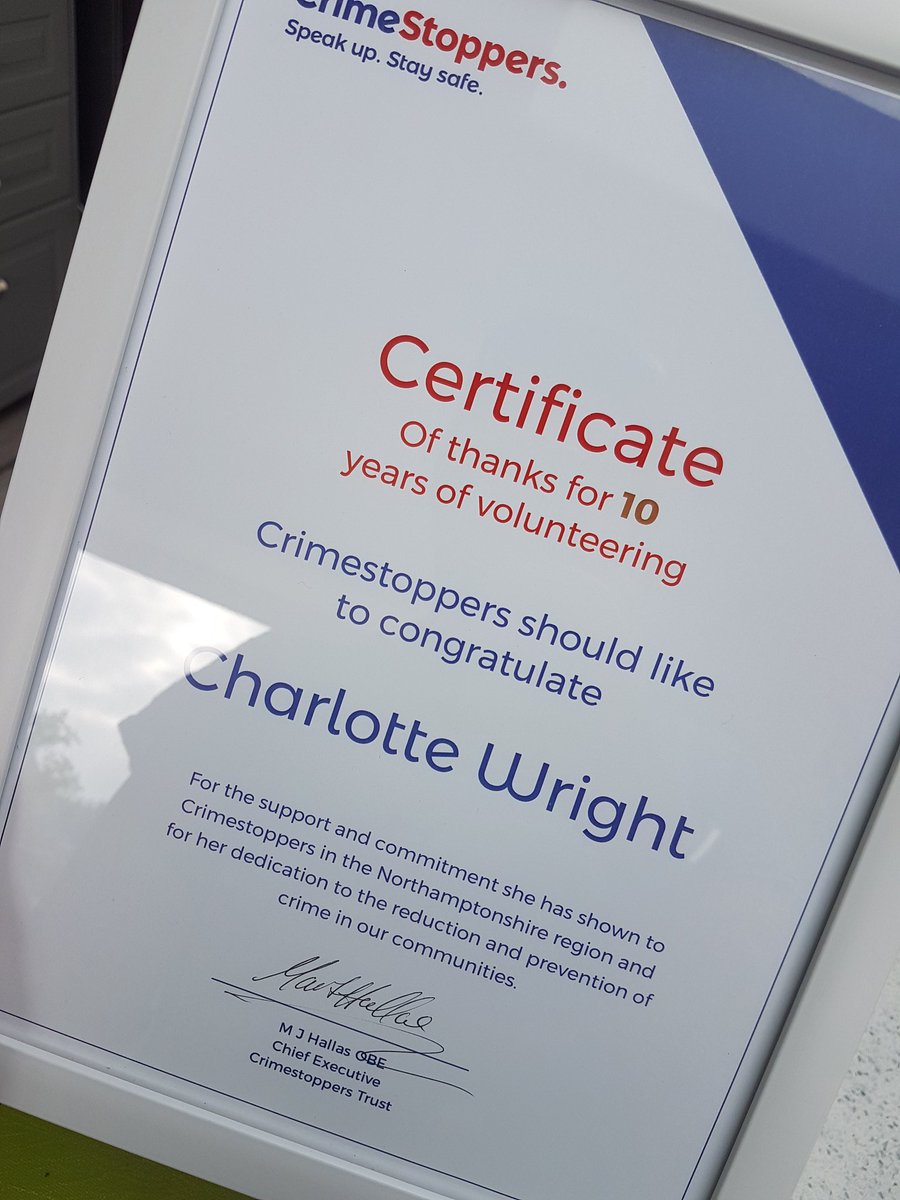 CrimeStoppers.
Speak up. Stay safe.
Certificate
Of thanks for 10
years of volunteering
Crimestoppers should like
to congratulate
Charlotte Wright
For the support and commitment she has shown to
Crimestoppers in the Northamptonshire region and
for her dedication to the reduction and prevention of
crime in our communities.
M J Hallas OBE
Chief Executive
Crimestoppers Trust